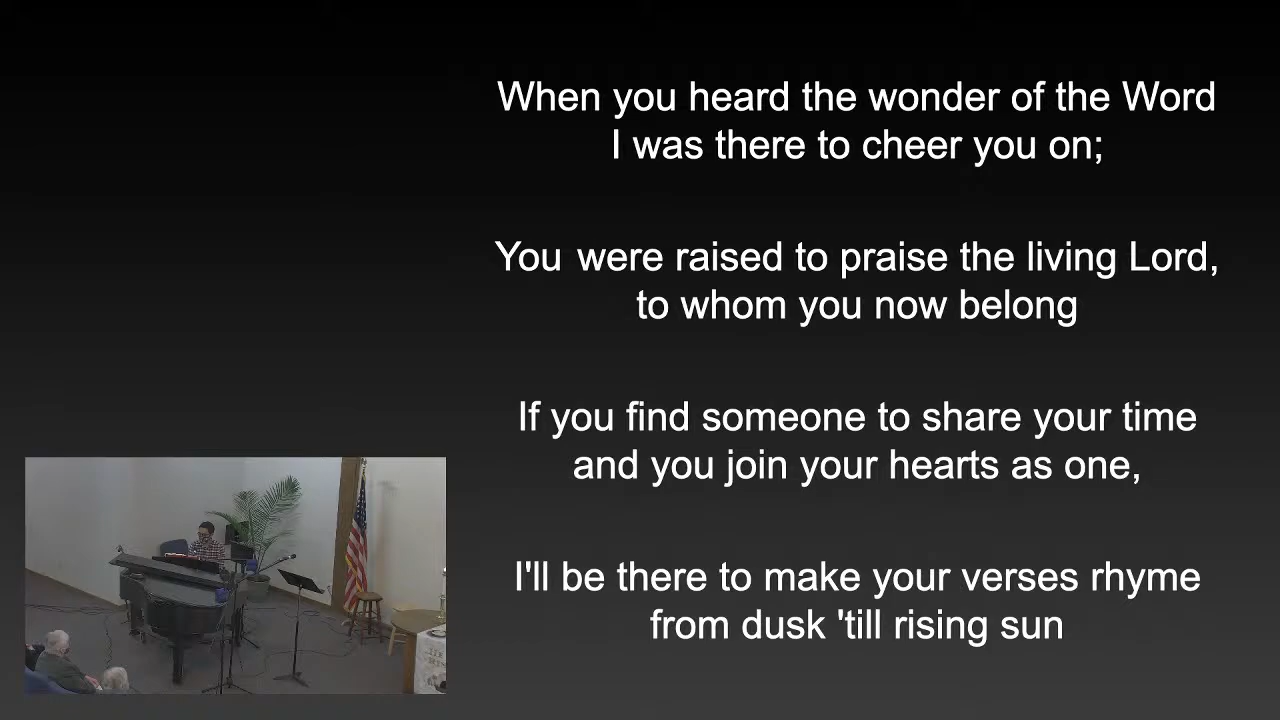 When you heard the wonder of the Word
I was there to cheer you on;
You were raised to praise the living Lord,
to whom you now belong
If you find someone to share your time
and you join your hearts as one,
I'll be there to make your verses rhyme
from dusk 'till rising sun